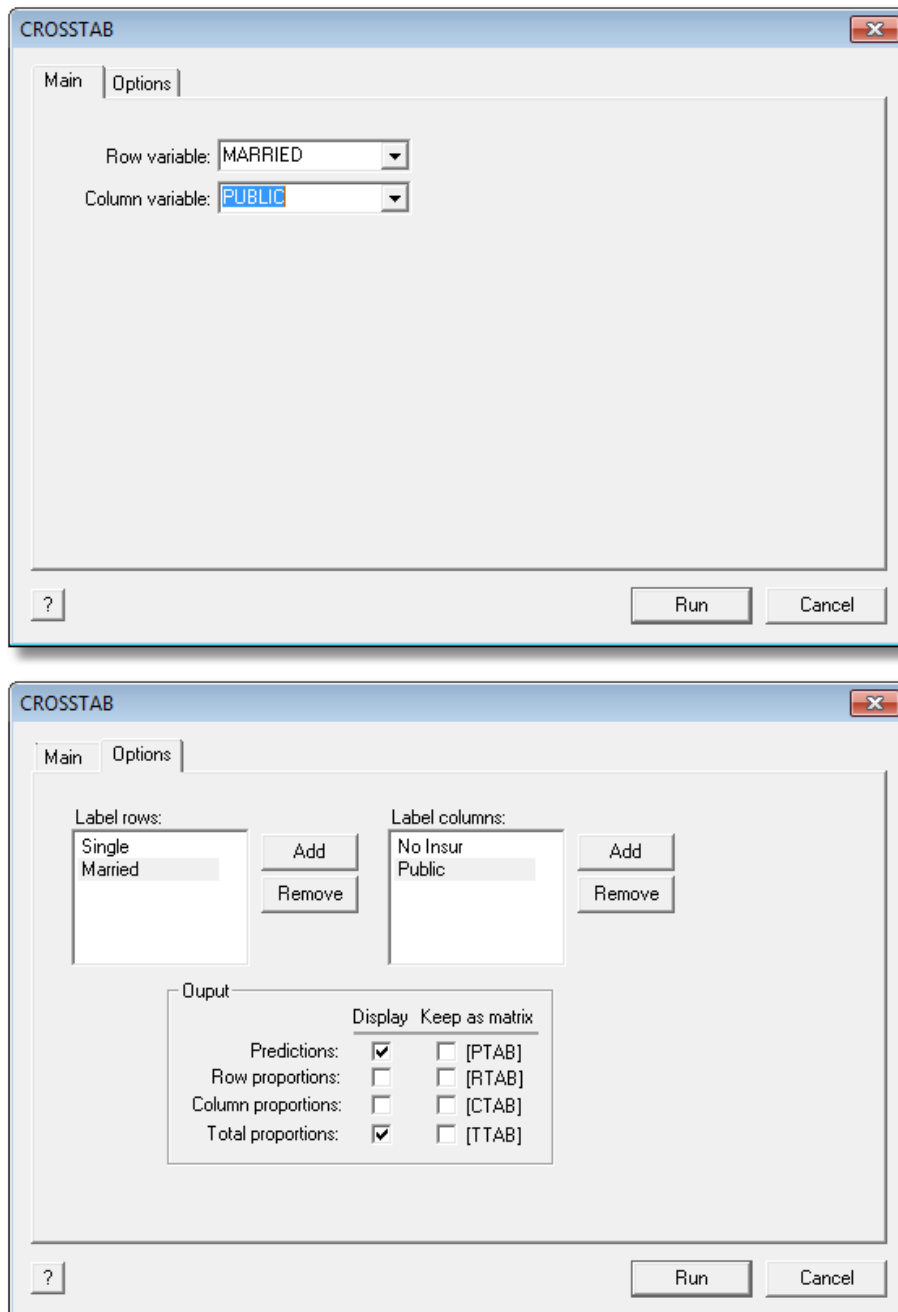 CROSSTAB
Main Options
Row variable: MARRIED
Column variable: PUBLIC
? Run Cancel
CROSSTAB
Main Options
Label rows: Label columns:
Single Add No Insur Add
Married Remove Public Remove
Ouput
Display Keep as matrix
Predictions: [PTAB]
Row proportions: [RTAB]
Column proportions: [CTAB]
Total proportions: [TTAB]
? Run Cancel